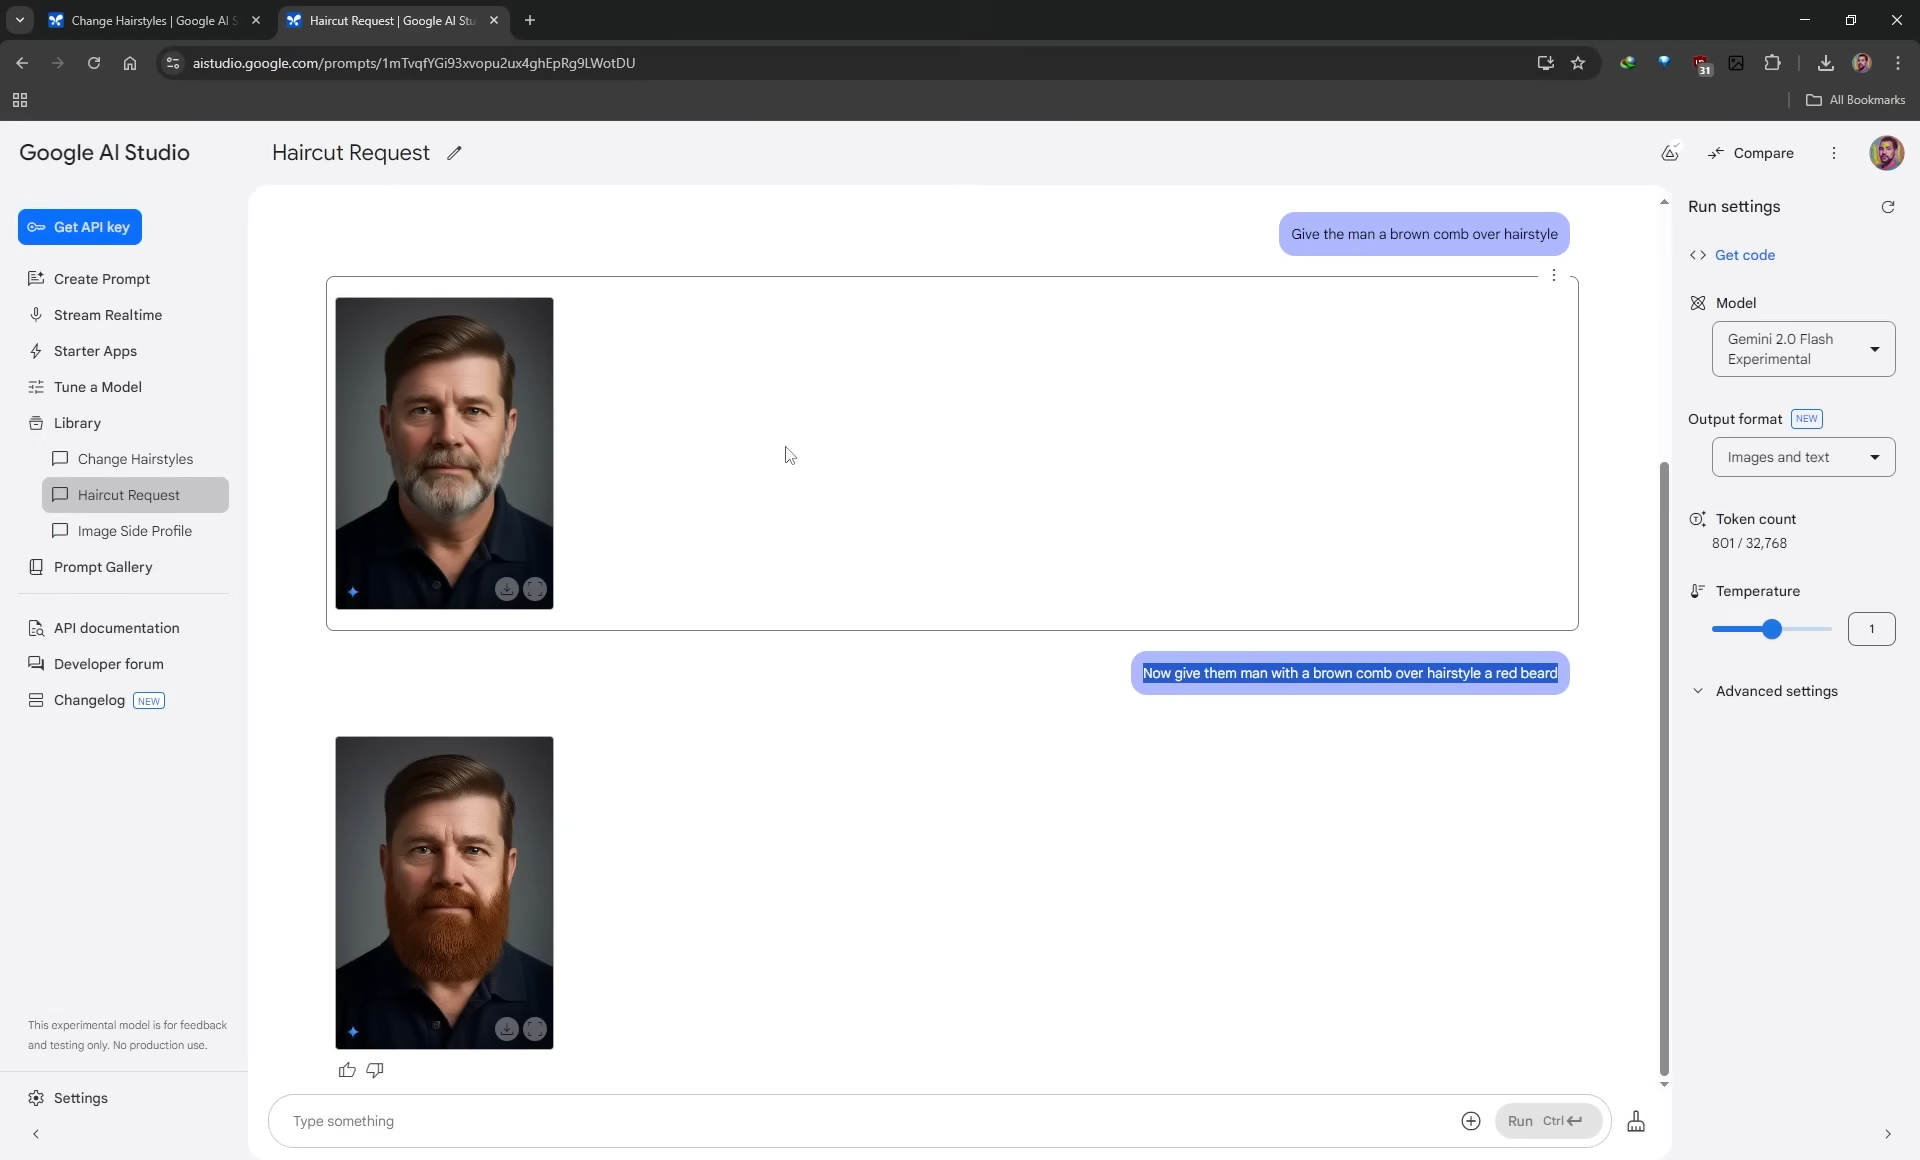 Change Hairstyles | Google AI S
Haircut Request | Google AI Stu
aistudio.google.com/prompts/1mTvqfYGi93xvopu2ux4ghEpRg9LWotDU
31
All Bookmarks
Google AI Studio
Haircut Request
Compare
Get API key
Create Prompt
Stream Realtime
Starter Apps
Tune a Model
Library
Change Hairstyles
Haircut Request
Image Side Profile
Prompt Gallery
API documentation
Developer forum
Changelog NEW
This experimental model is for feedback
and testing only. No production use.
Settings
Give the man a brown comb over hairstyle
Now give them man with a brown comb over hairstyle a red beard
Type something
Run Ctrl
Run settings
Get code
Model
Gemini 2.0 Flash
Experimental
Output format NEW
Images and text
Token count
801 / 32,768
Temperature
1
Advanced settings